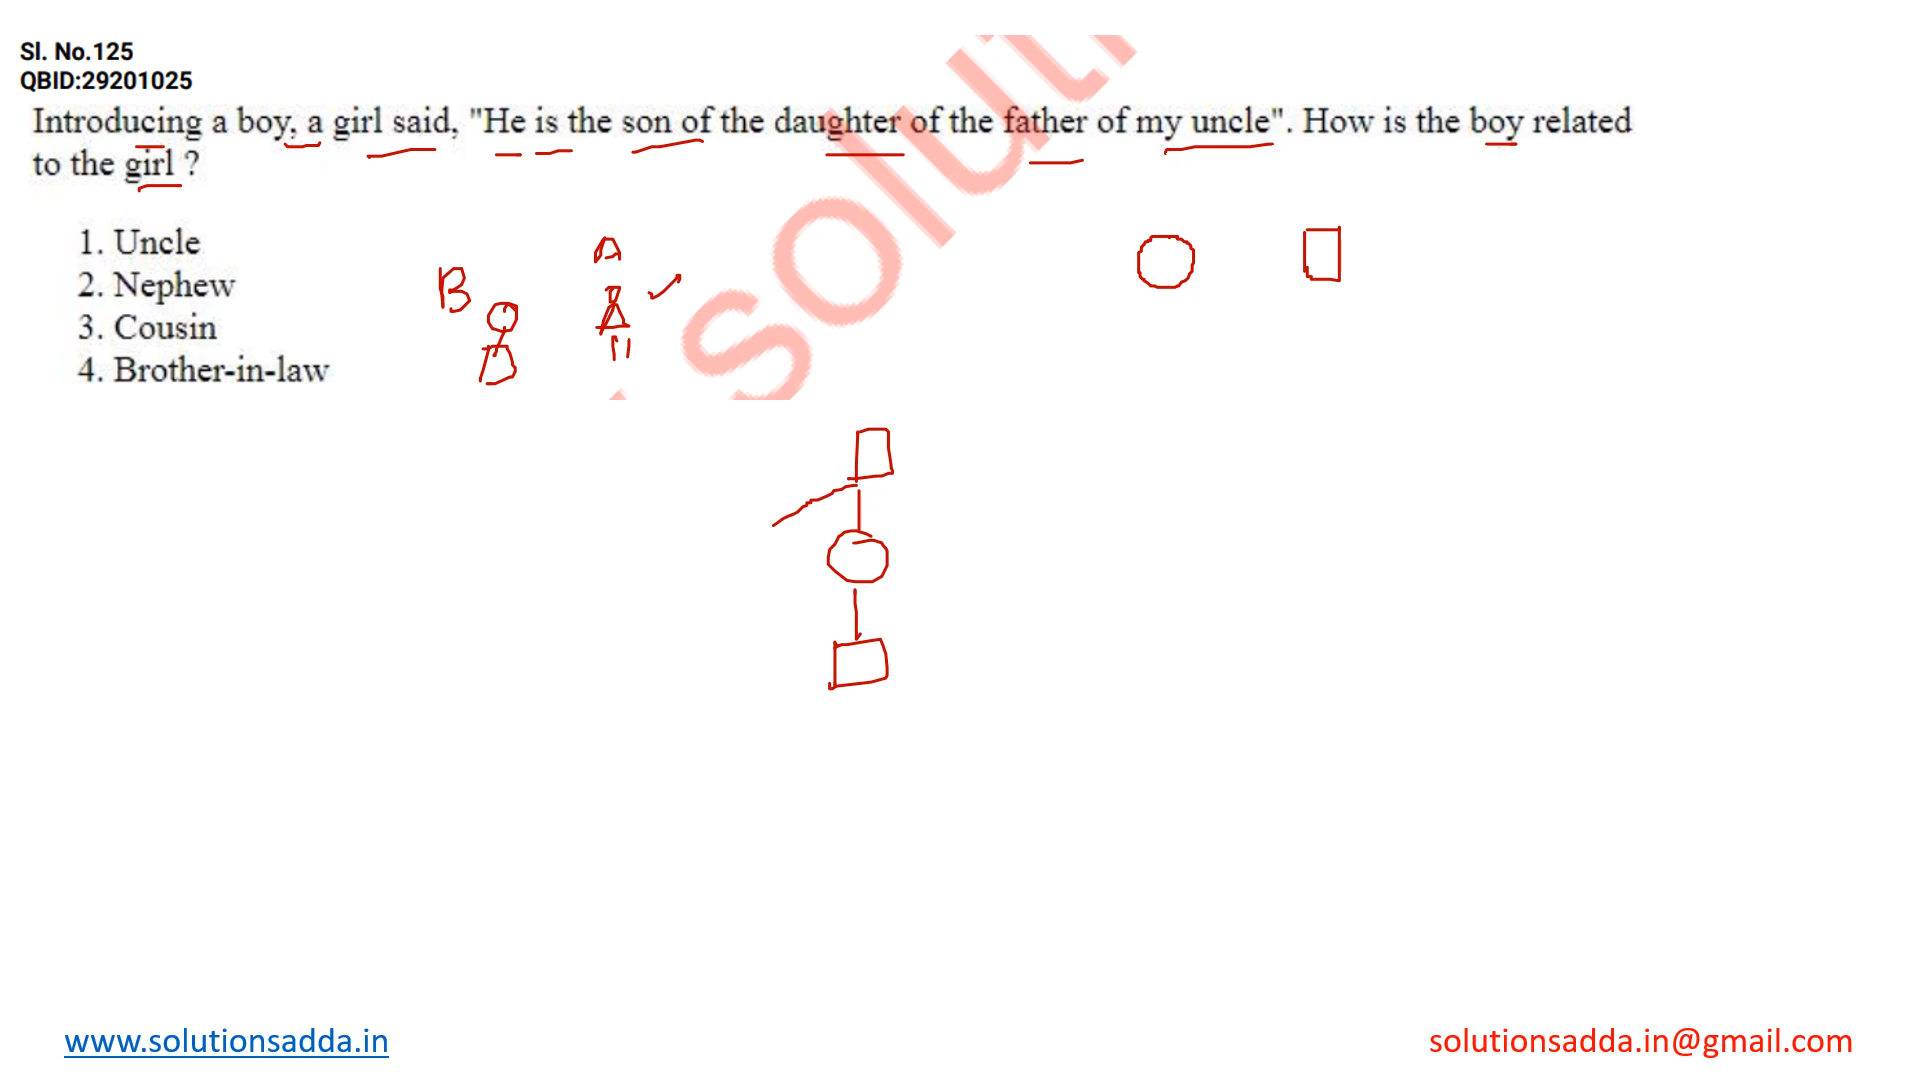 Sl. No.125
QBID:29201025
Introducing a boy, a girl said, "He is the son of the daughter of the father of my uncle". How is the boy related
to the girl ?
1. Uncle
2. Nephew
3. Cousin
4. Brother-in-law
B
A
solut
www.solutionsadda.in
solutionsadda.in@gmail.com